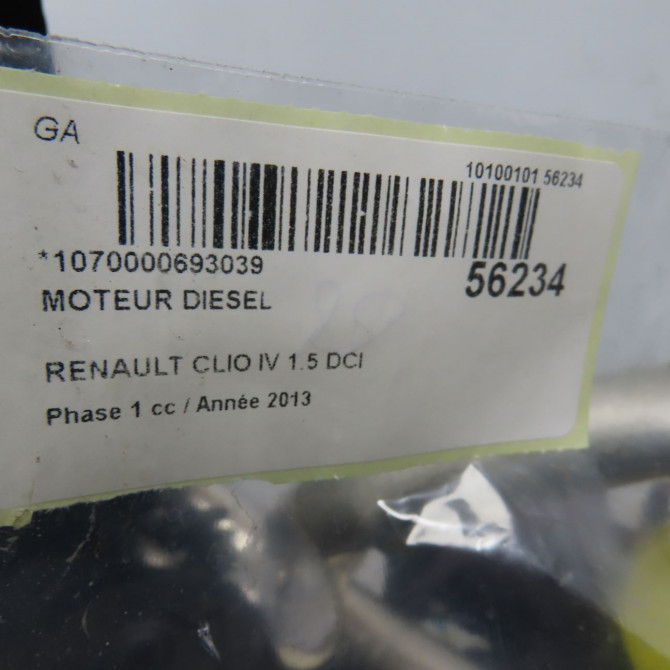 GA
10100101 56234
*1070000693039
56234
MOTEUR DIESEL
RENAULT CLIO IV 1.5 DCI
Phase 1 cc / Année 2013